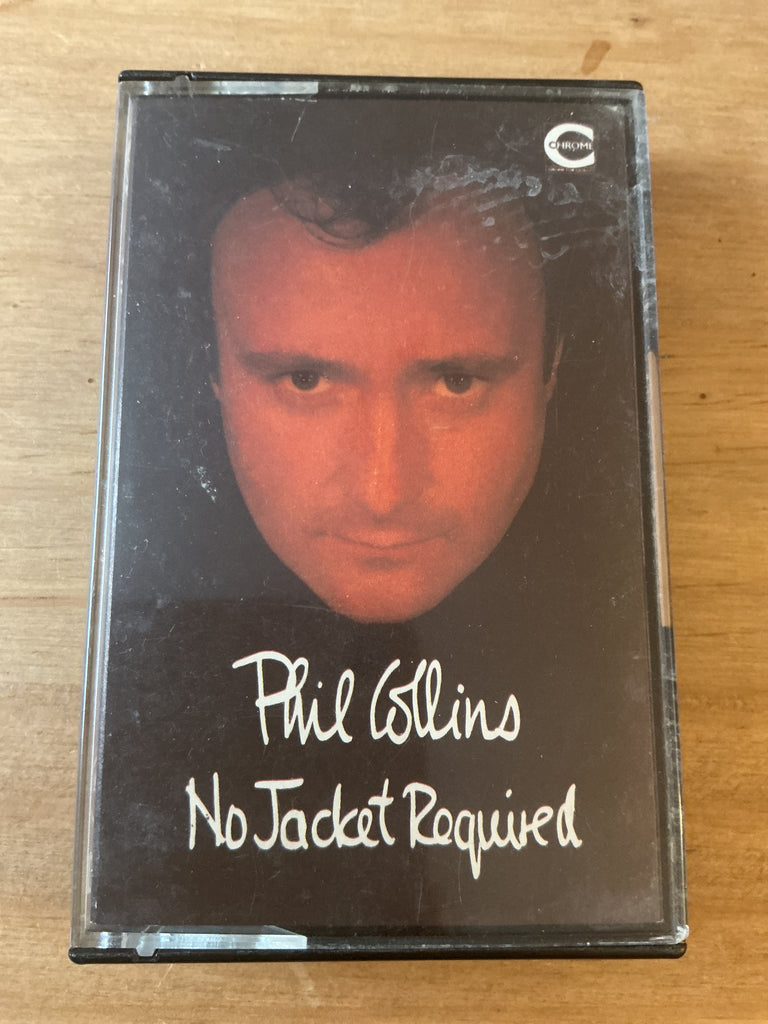 CHROME
Phil Collins
No Jacket Required